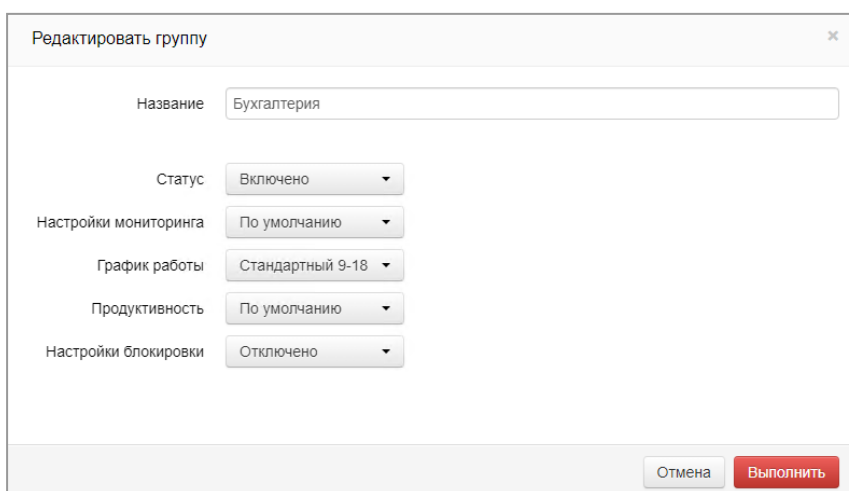 Редактировать группу ×
Название Бухгалтерия
Статус Включено
Настройки мониторинга По умолчанию
График работы Стандартный 9-18
Продуктивность По умолчанию
Настройки блокировки Отключено
Отмена Выполнить